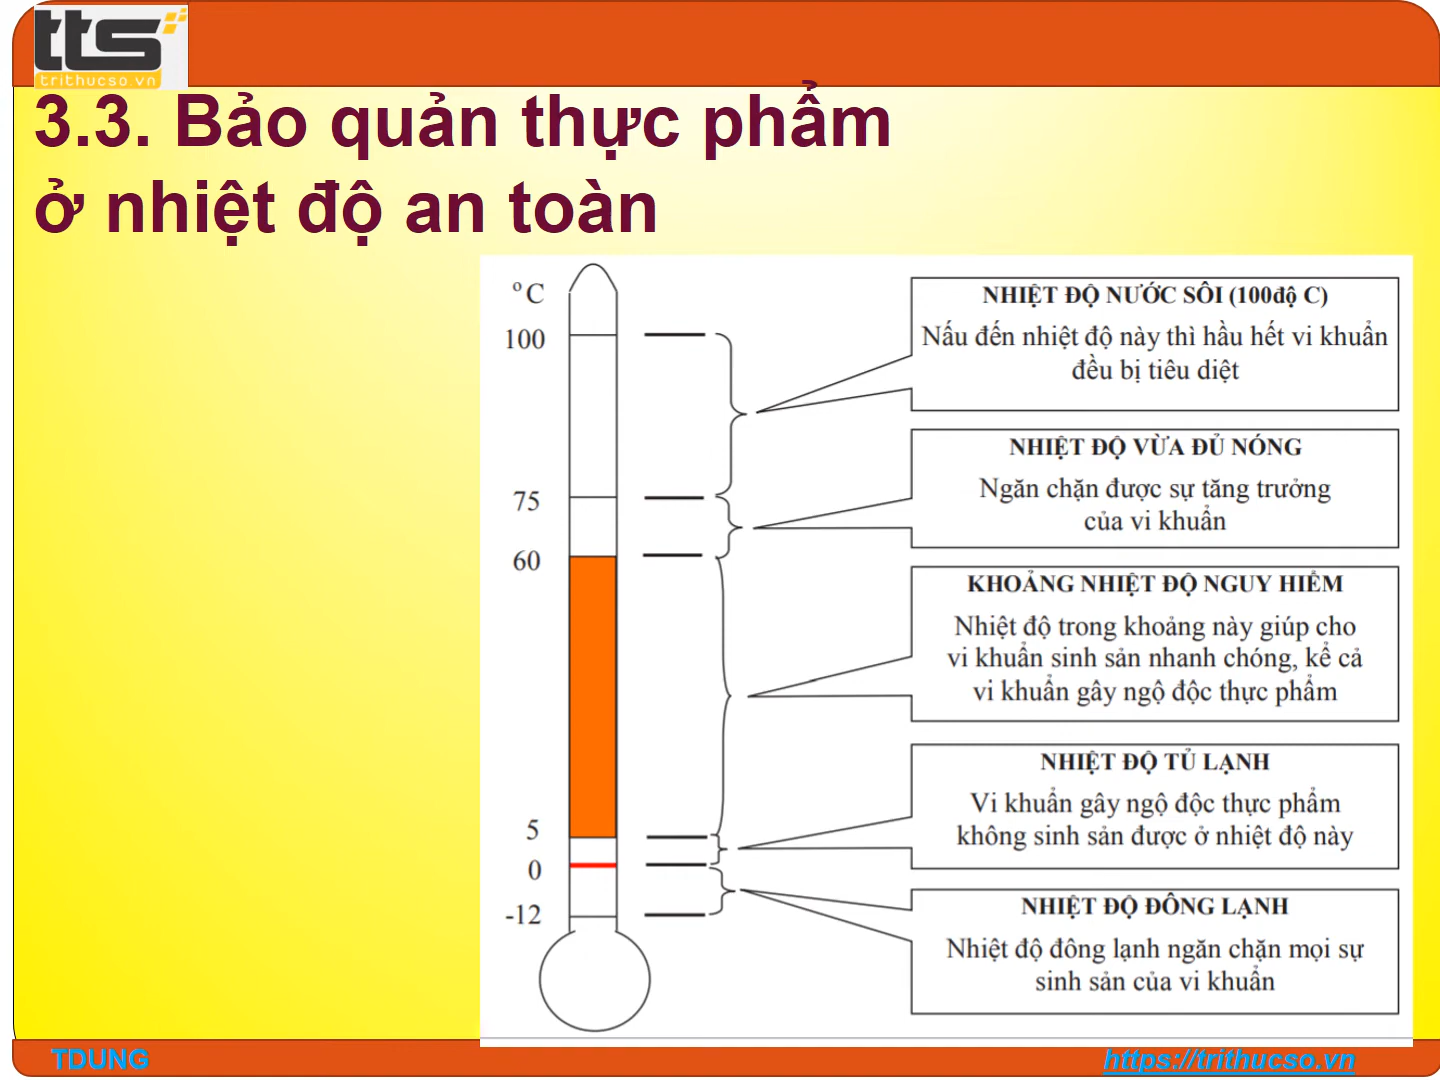 tts
trithucso.vn
3.3. Bảo quản thực phẩm
ở nhiệt độ an toàn
°C
100
75
60
5
0
-12
NHIỆT ĐỘ NƯỚC SÔI (100độ C)
Nấu đến nhiệt độ này thì hầu hết vi khuẩn
đều bị tiêu diệt
NHIỆT ĐỘ VỪA ĐỦ NÓNG
Ngăn chặn được sự tăng trưởng
của vi khuẩn
KHOẢNG NHIỆT ĐỘ NGUY HIỂM
Nhiệt độ trong khoảng này giúp cho
vi khuẩn sinh sản nhanh chóng, kể cả
vi khuẩn gây ngộ độc thực phẩm
NHIỆT ĐỘ TỦ LẠNH
Vi khuẩn gây ngộ độc thực phẩm
không sinh sản được ở nhiệt độ này
NHIỆT ĐỘ ĐÔNG LẠNH
Nhiệt độ đông lạnh ngăn chặn mọi sự
sinh sản của vi khuẩn
TDUNG
https://trithucso.vn